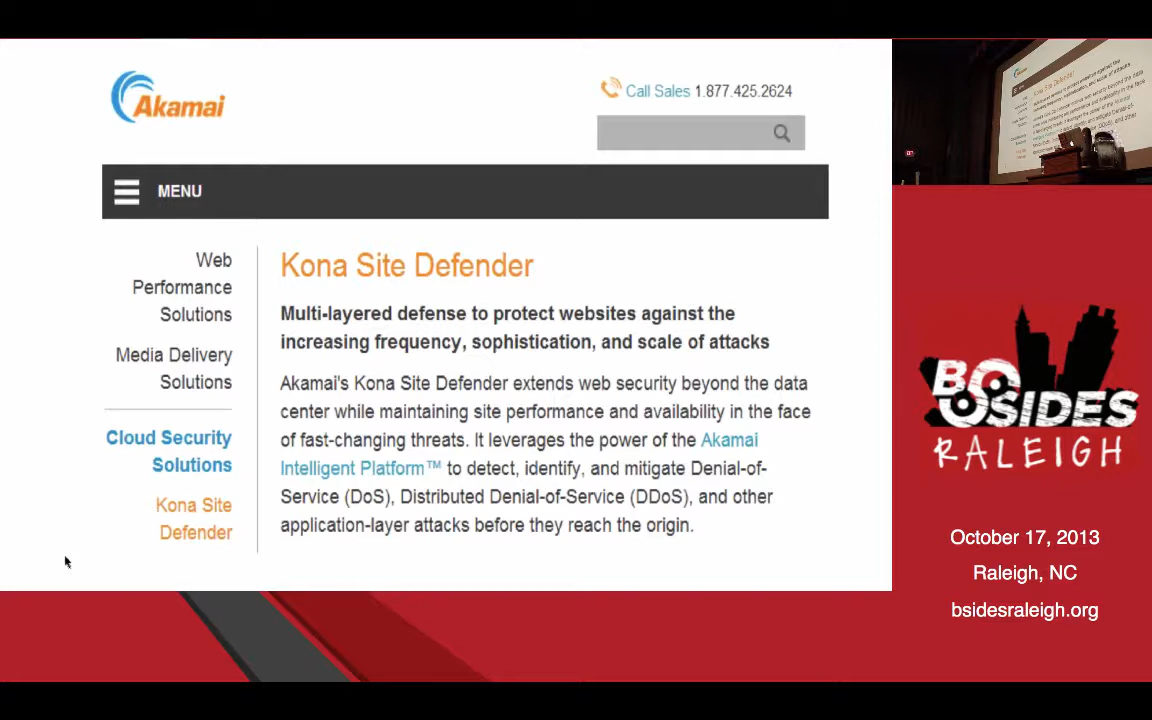 Akamai
Call Sales 1.877.425.2624
MENU
Web
Performance
Solutions
Media Delivery
Solutions
Cloud Security
Solutions
Kona Site
Defender
Kona Site Defender
Multi-layered defense to protect websites against the
increasing frequency, sophistication, and scale of attacks
Akamai's Kona Site Defender extends web security beyond the data
center while maintaining site performance and availability in the face
of fast-changing threats. It leverages the power of the Akamai
Intelligent Platform™ to detect, identify, and mitigate Denial-of-
Service (DoS), Distributed Denial-of-Service (DDoS), and other
application-layer attacks before they reach the origin.
BSIDES
RALEIGH
October 17, 2013
Raleigh, NC
bsidesraleigh.org